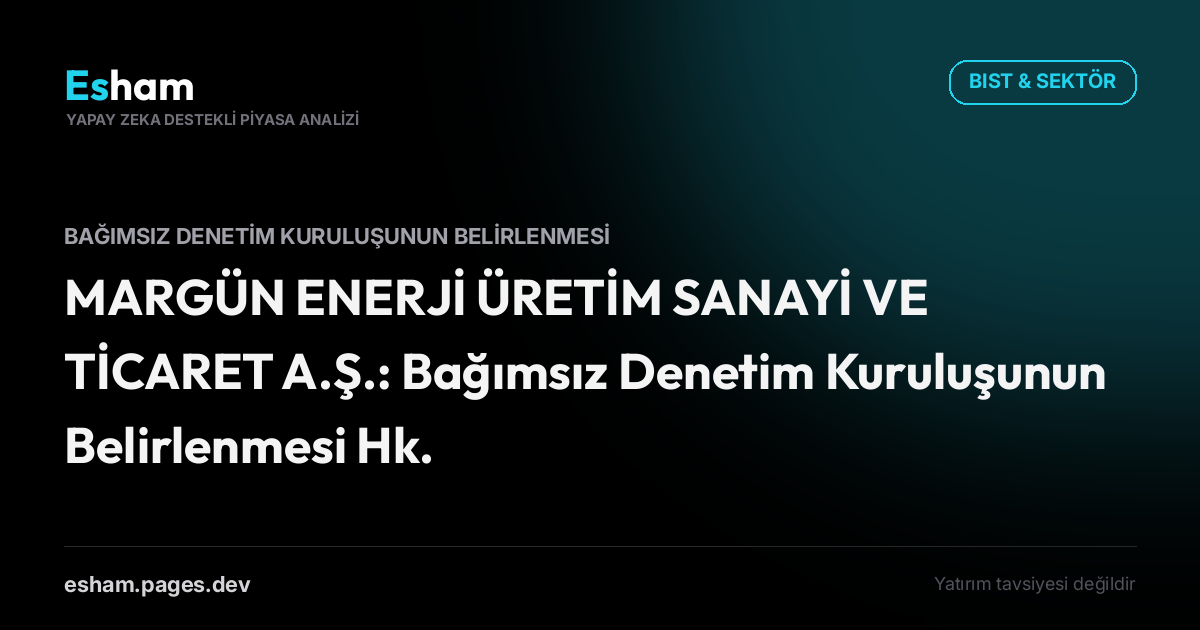 Esham
YAPAY ZEKA DESTEKLİ PİYASA ANALİZİ
BIST & SEKTÖR
BAĞIMSIZ DENETİM KURULUŞUNUN BELİRLENMESİ
MARGÜN ENERJİ ÜRETİM SANAYİ VE
TİCARET A.Ş.: Bağımsız Denetim Kuruluşunun
Belirlenmesi Hk.
esham.pages.dev
Yatırım tavsiyesi değildir